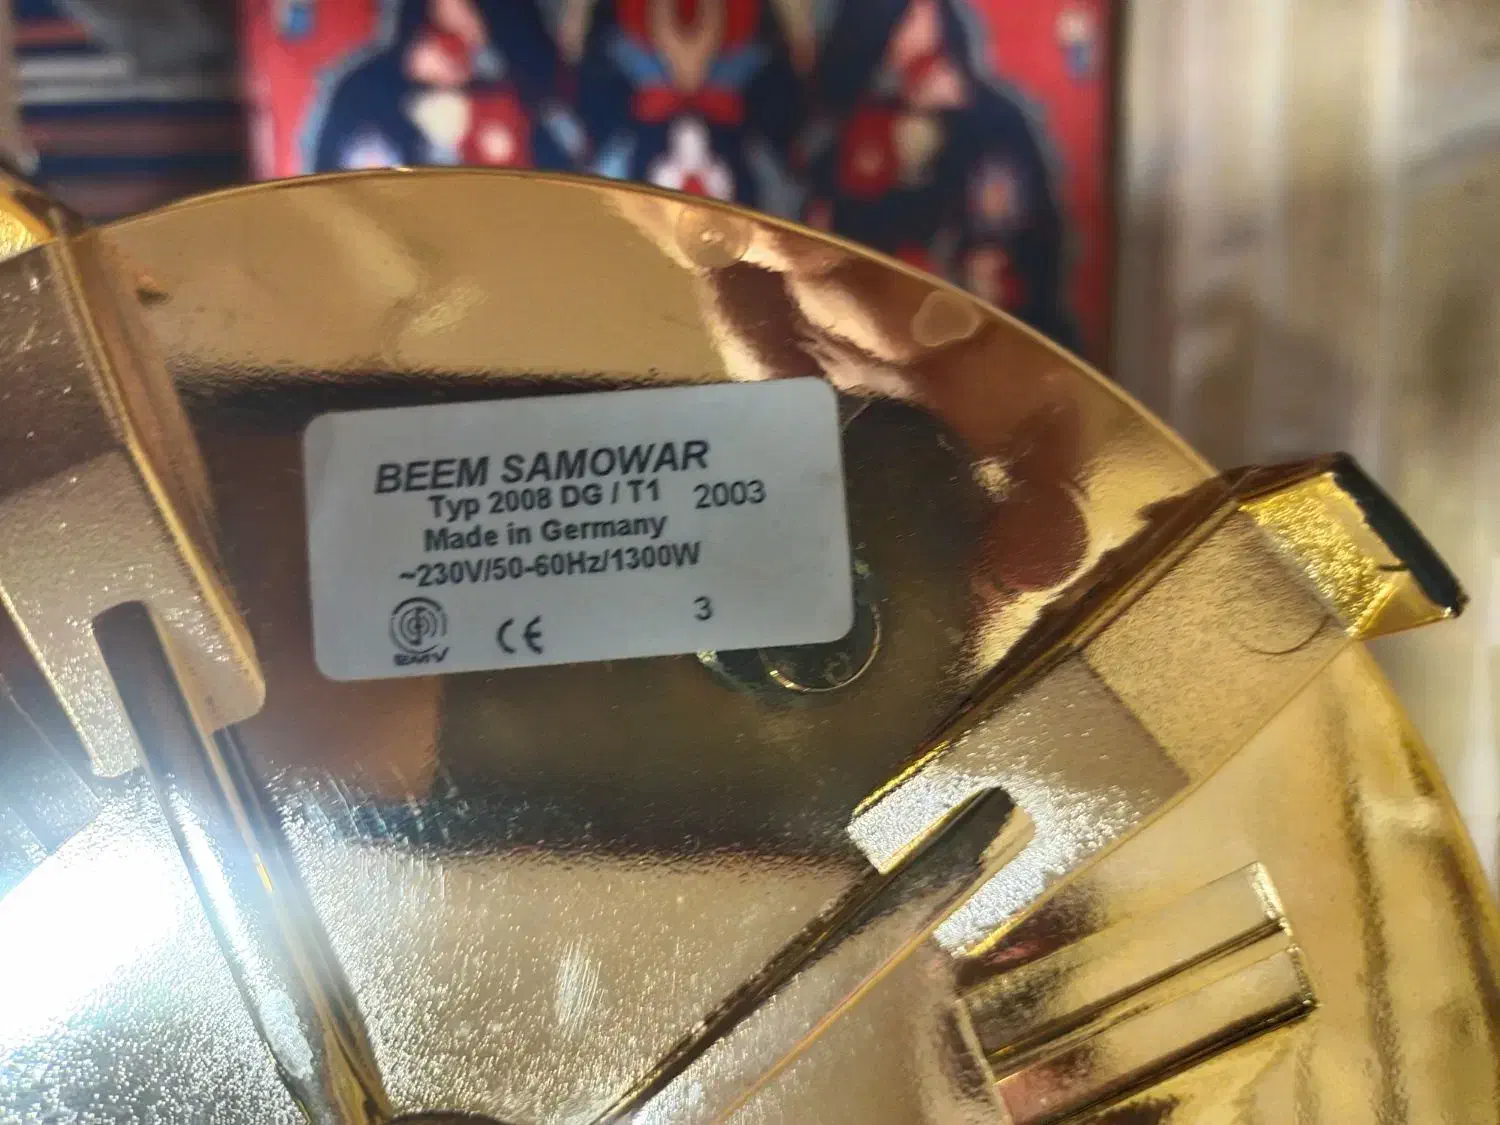 BEEM SAMOWAR
Typ 2008 DG / T1 2003
Made in Germany
~230V/50-60Hz/1300W
EMV CE 3